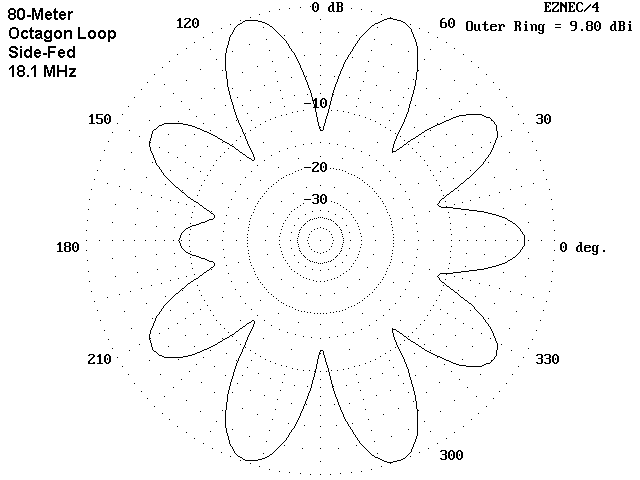 80-Meter
Octagon Loop
Side-Fed
18.1 MHz
0 dB
EZNEC/4
Outer Ring = 9.80 dBi
120
60
-10
150
30
-20
-30
180
0 deg.
210
330
300